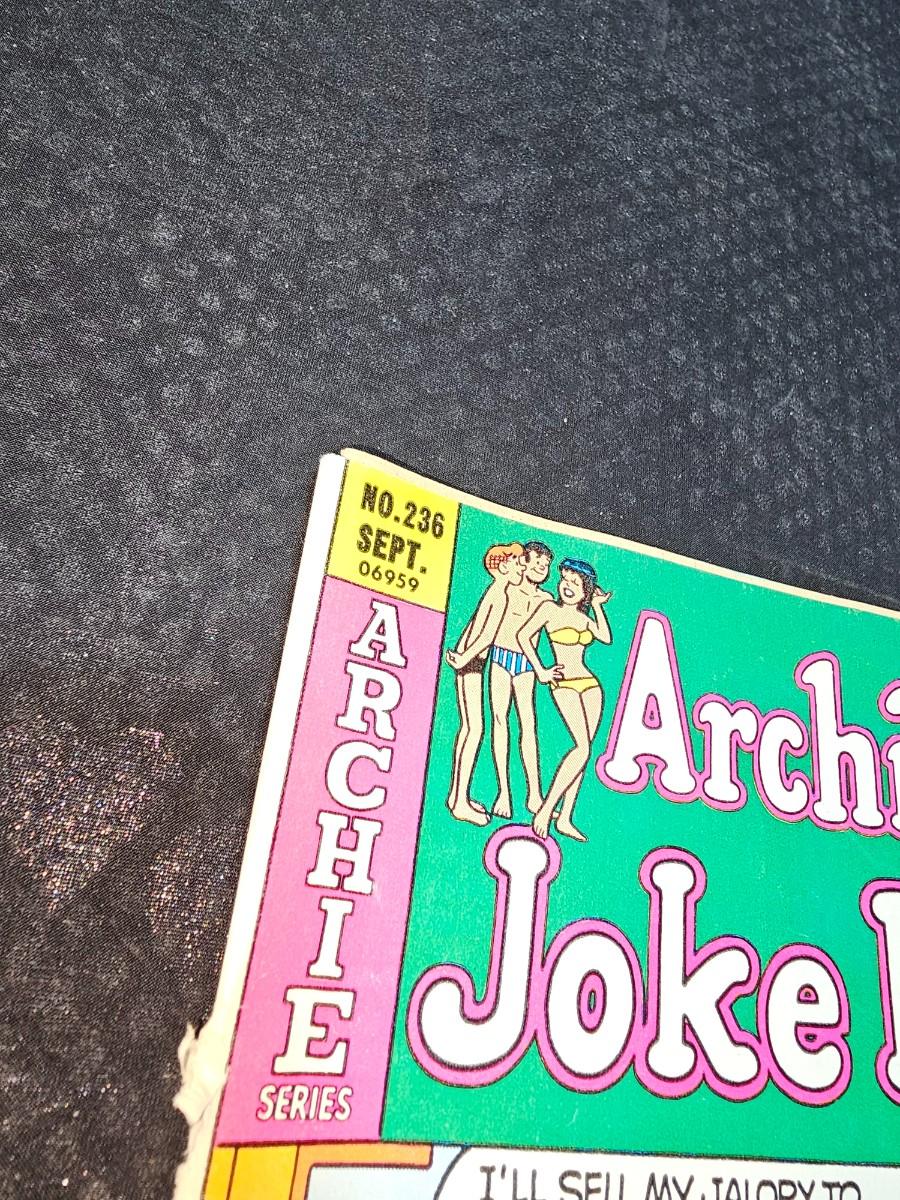 NO.236
SEPT.
06959
ARCHIE
SERIES
Archi
Joke
I'LL SELL MY JALOPY TO